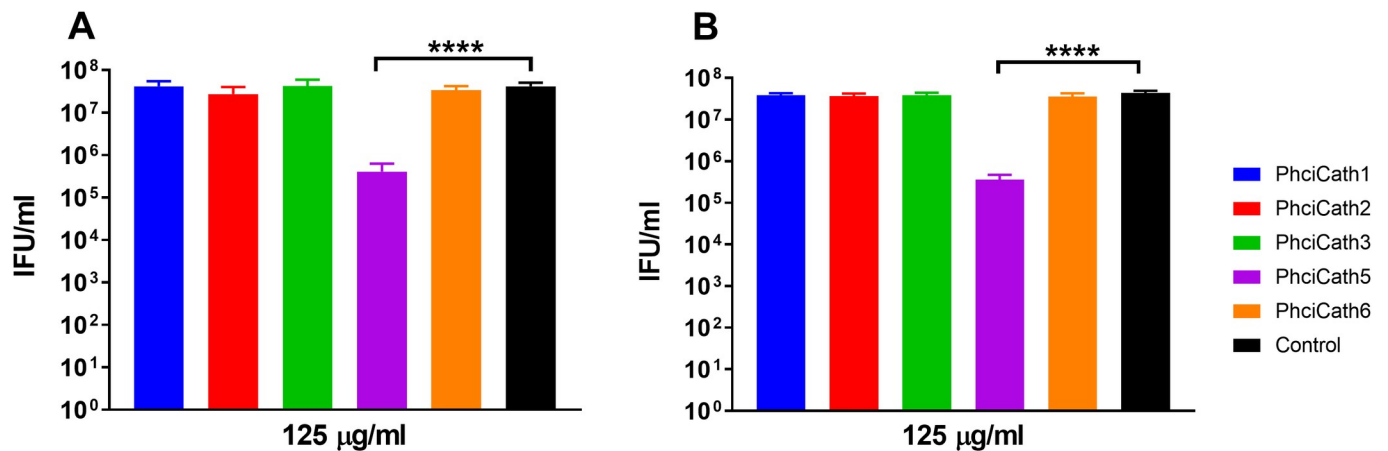 A
****
IFU/ml
10⁸
10⁷
10⁶
10⁵
10⁴
10³
10²
10¹
10⁰
125 µg/ml
B
****
IFU/ml
10⁸
10⁷
10⁶
10⁵
10⁴
10³
10²
10¹
10⁰
125 µg/ml
PhciCath1
PhciCath2
PhciCath3
PhciCath5
PhciCath6
Control